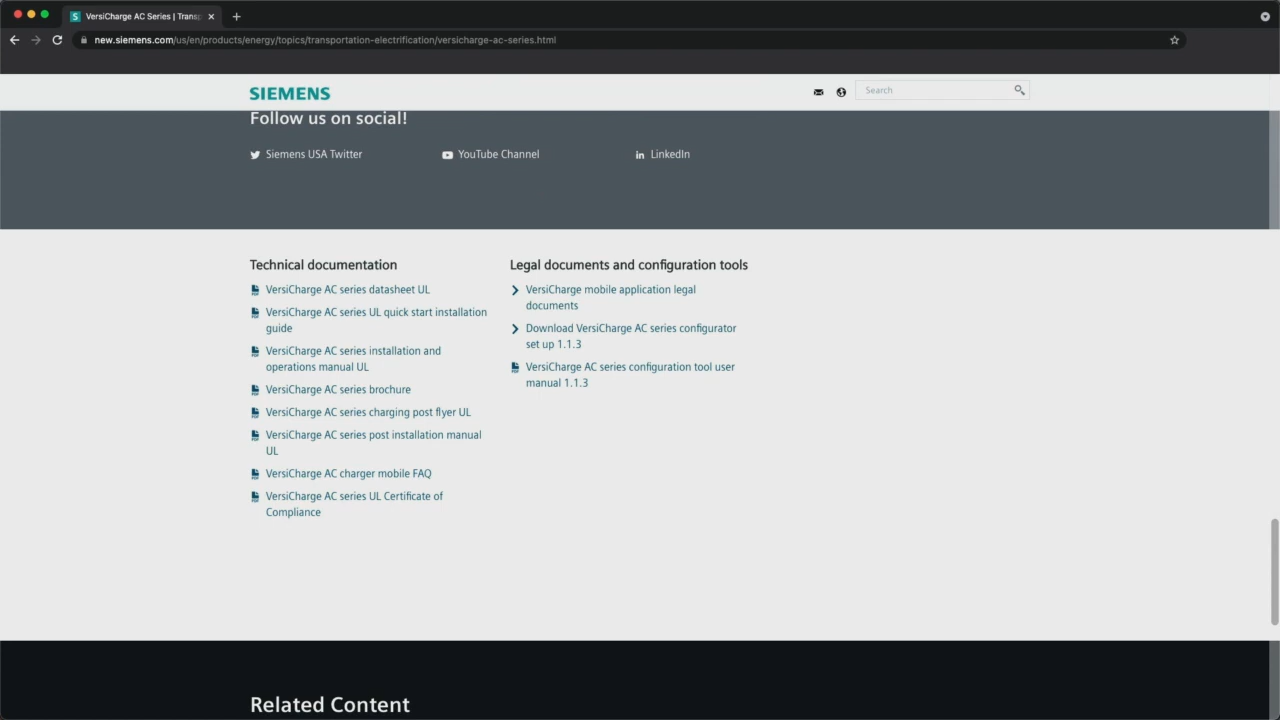 VersiCharge AC Series | Transp
new.siemens.com/us/en/products/energy/topics/transportation-electrification/versicharge-ac-series.html
SIEMENS
Search
Follow us on social!
Siemens USA Twitter
YouTube Channel
LinkedIn
Technical documentation
VersiCharge AC series datasheet UL
VersiCharge AC series UL quick start installation
guide
VersiCharge AC series installation and
operations manual UL
VersiCharge AC series brochure
VersiCharge AC series charging post flyer UL
VersiCharge AC series post installation manual
UL
VersiCharge AC charger mobile FAQ
VersiCharge AC series UL Certificate of
Compliance
Legal documents and configuration tools
VersiCharge mobile application legal
documents
Download VersiCharge AC series configurator
set up 1.1.3
VersiCharge AC series configuration tool user
manual 1.1.3
Related Content